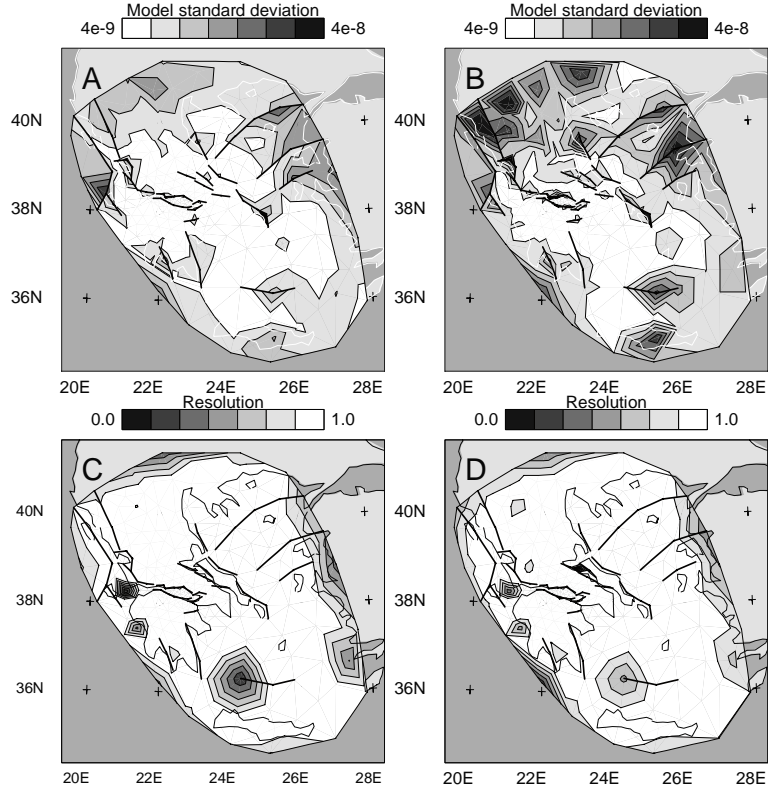 Model standard deviation
4e-9 4e-8
Model standard deviation
4e-9 4e-8
A
B
40N
38N
36N
40N
38N
36N
20E 22E 24E 26E 28E
20E 22E 24E 26E 28E
Resolution
0.0 1.0
Resolution
0.0 1.0
C
D
40N
38N
36N
40N
38N
36N
20E 22E 24E 26E 28E
20E 22E 24E 26E 28E